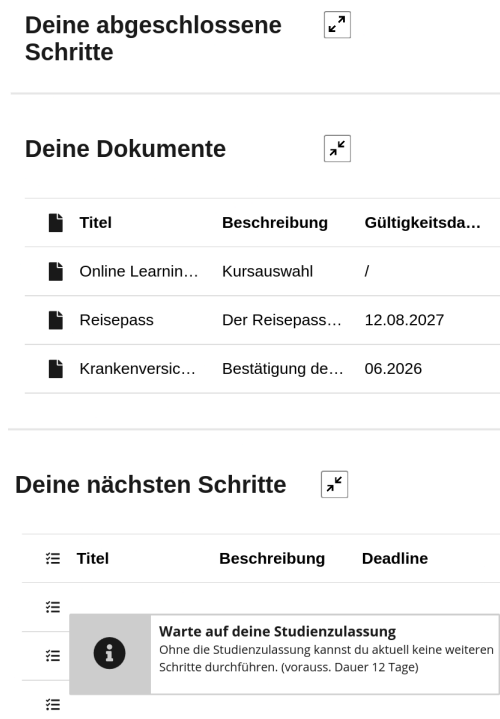 Deine abgeschlossene
Schritte
Deine Dokumente
Titel Beschreibung Gültigkeitsda...
Online Learnin... Kursauswahl /
Reisepass Der Reisepass... 12.08.2027
Krankenversic... Bestätigung de... 06.2026
Deine nächsten Schritte
Titel Beschreibung Deadline
Warte auf deine Studienzulassung
Ohne die Studienzulassung kannst du aktuell keine weiteren
Schritte durchführen. (vorauss. Dauer 12 Tage)